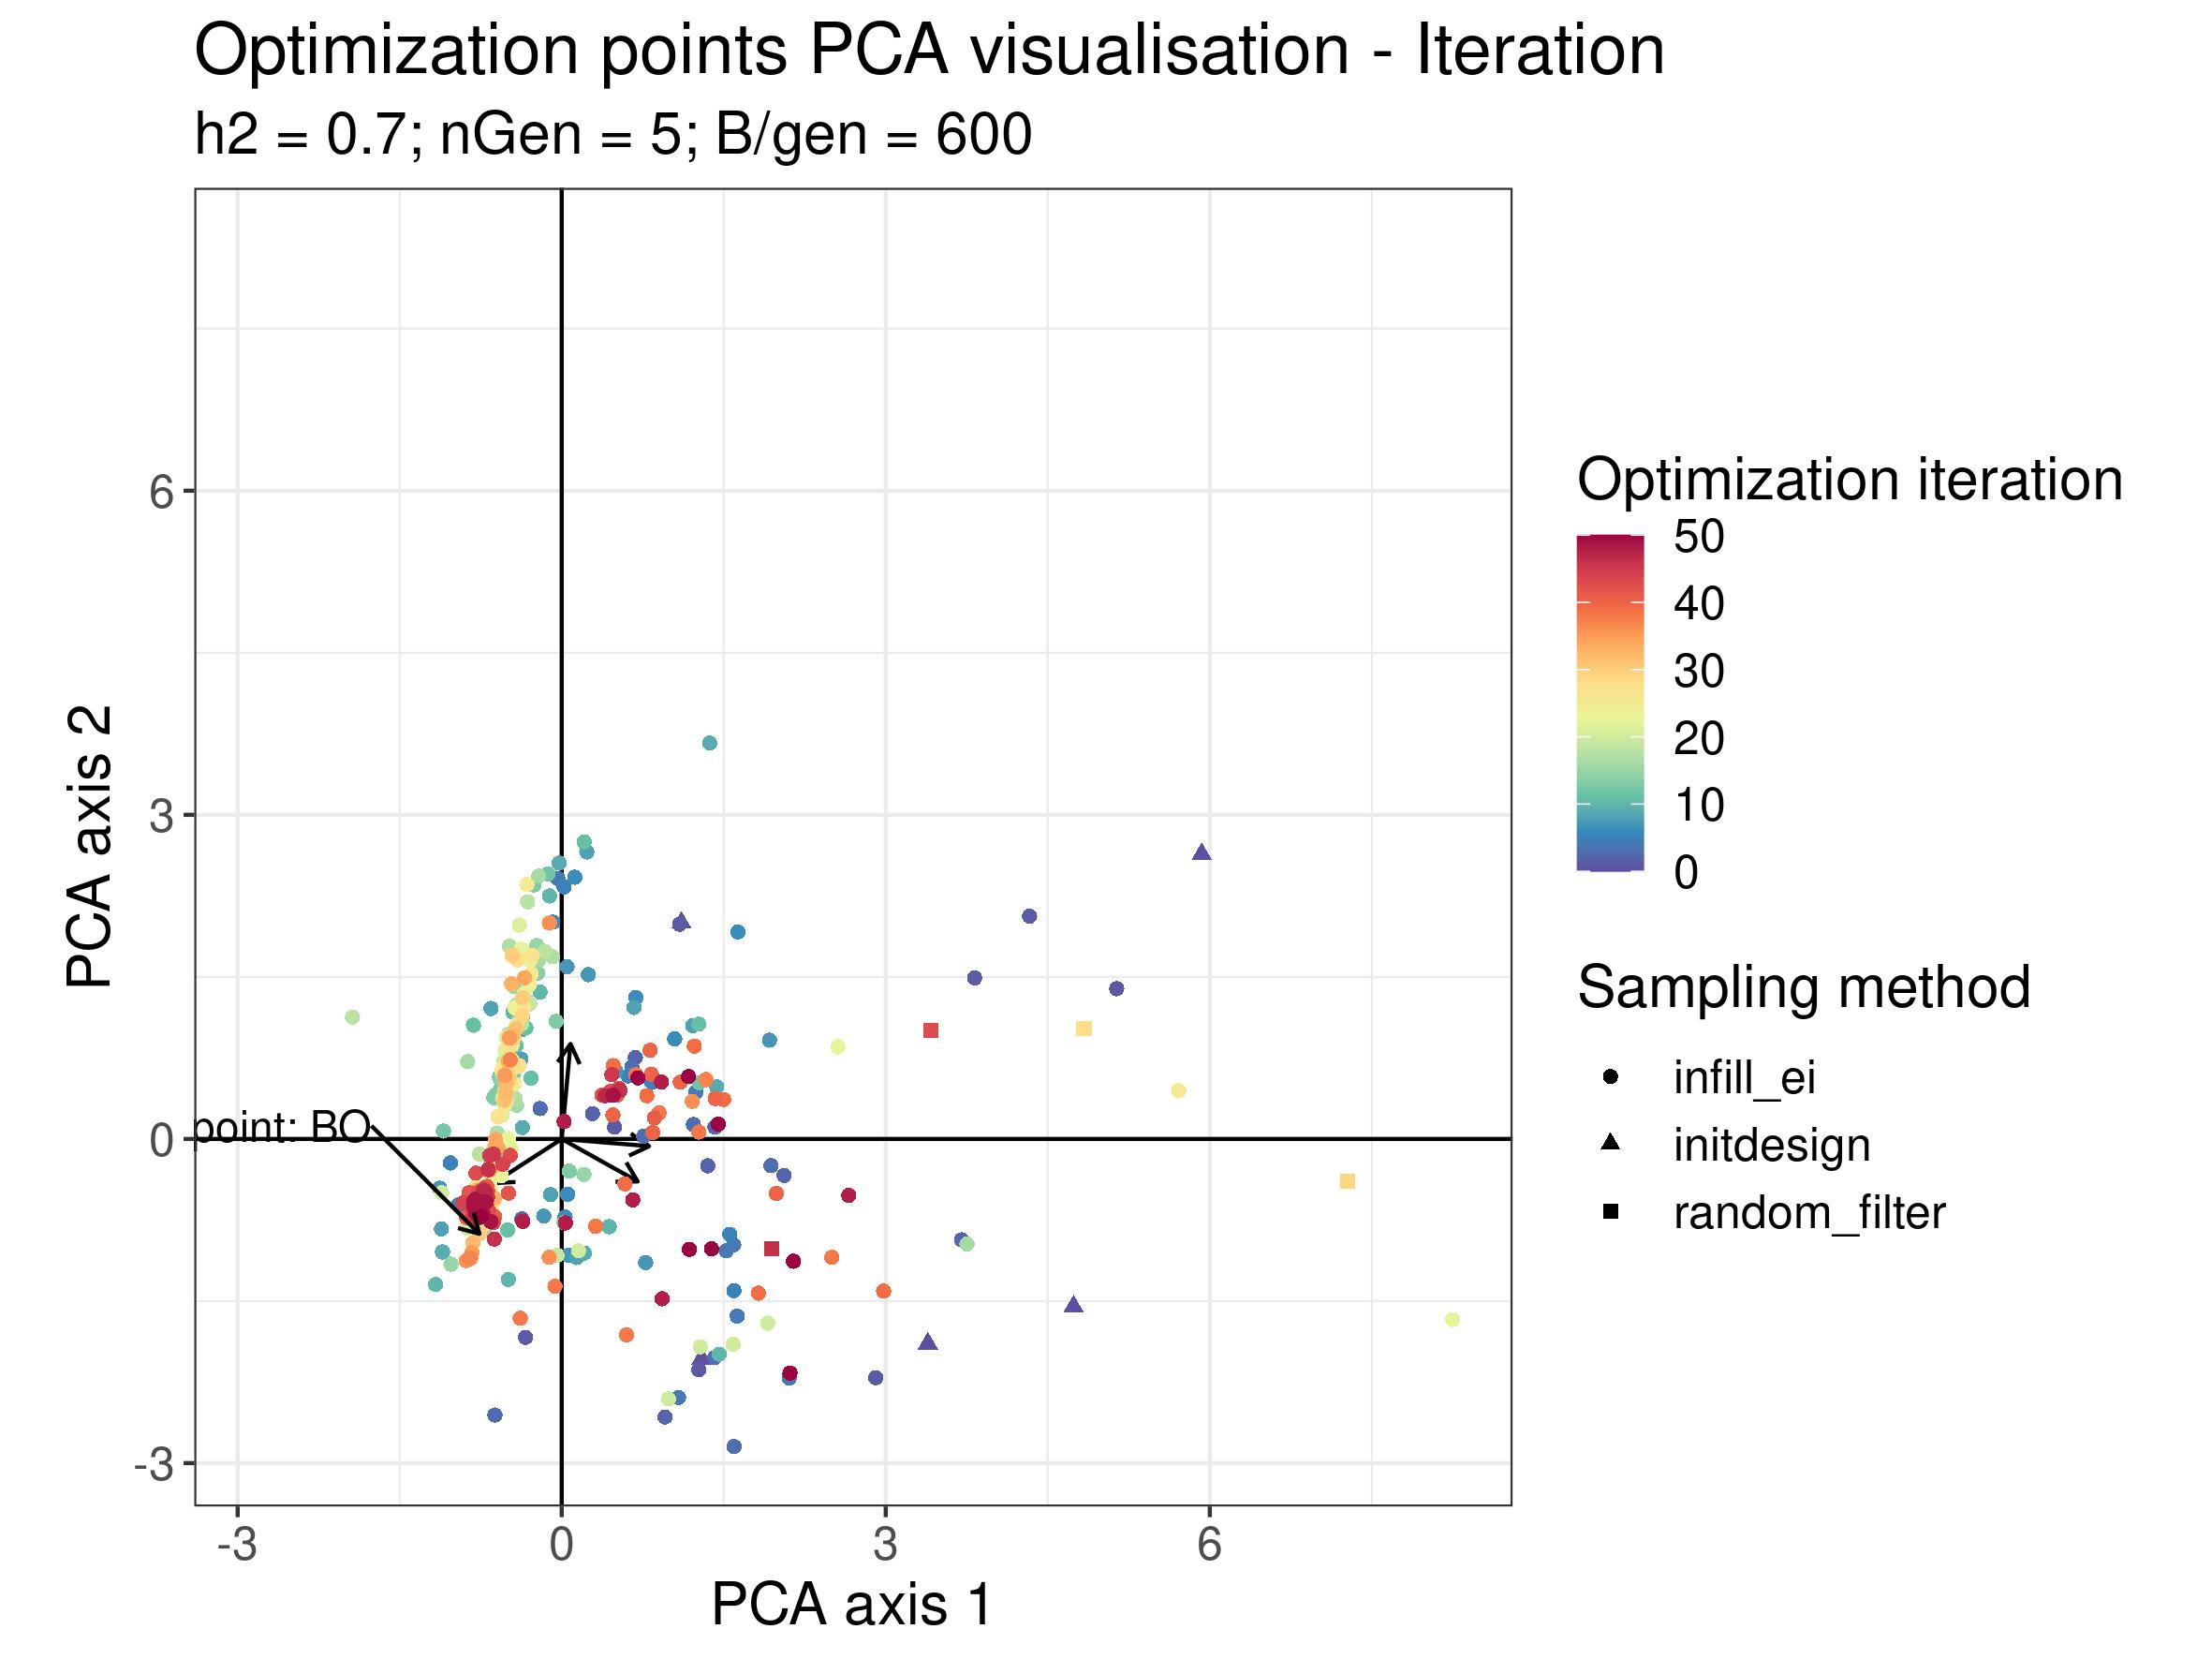 Optimization points PCA visualisation - Iteration
h2 = 0.7; nGen = 5; B/gen = 600
PCA axis 2
6
3
0
-3
point: BO
-3
0
3
6
PCA axis 1
Optimization iteration
50
40
30
20
10
0
Sampling method
infill_ei
initdesign
random_filter